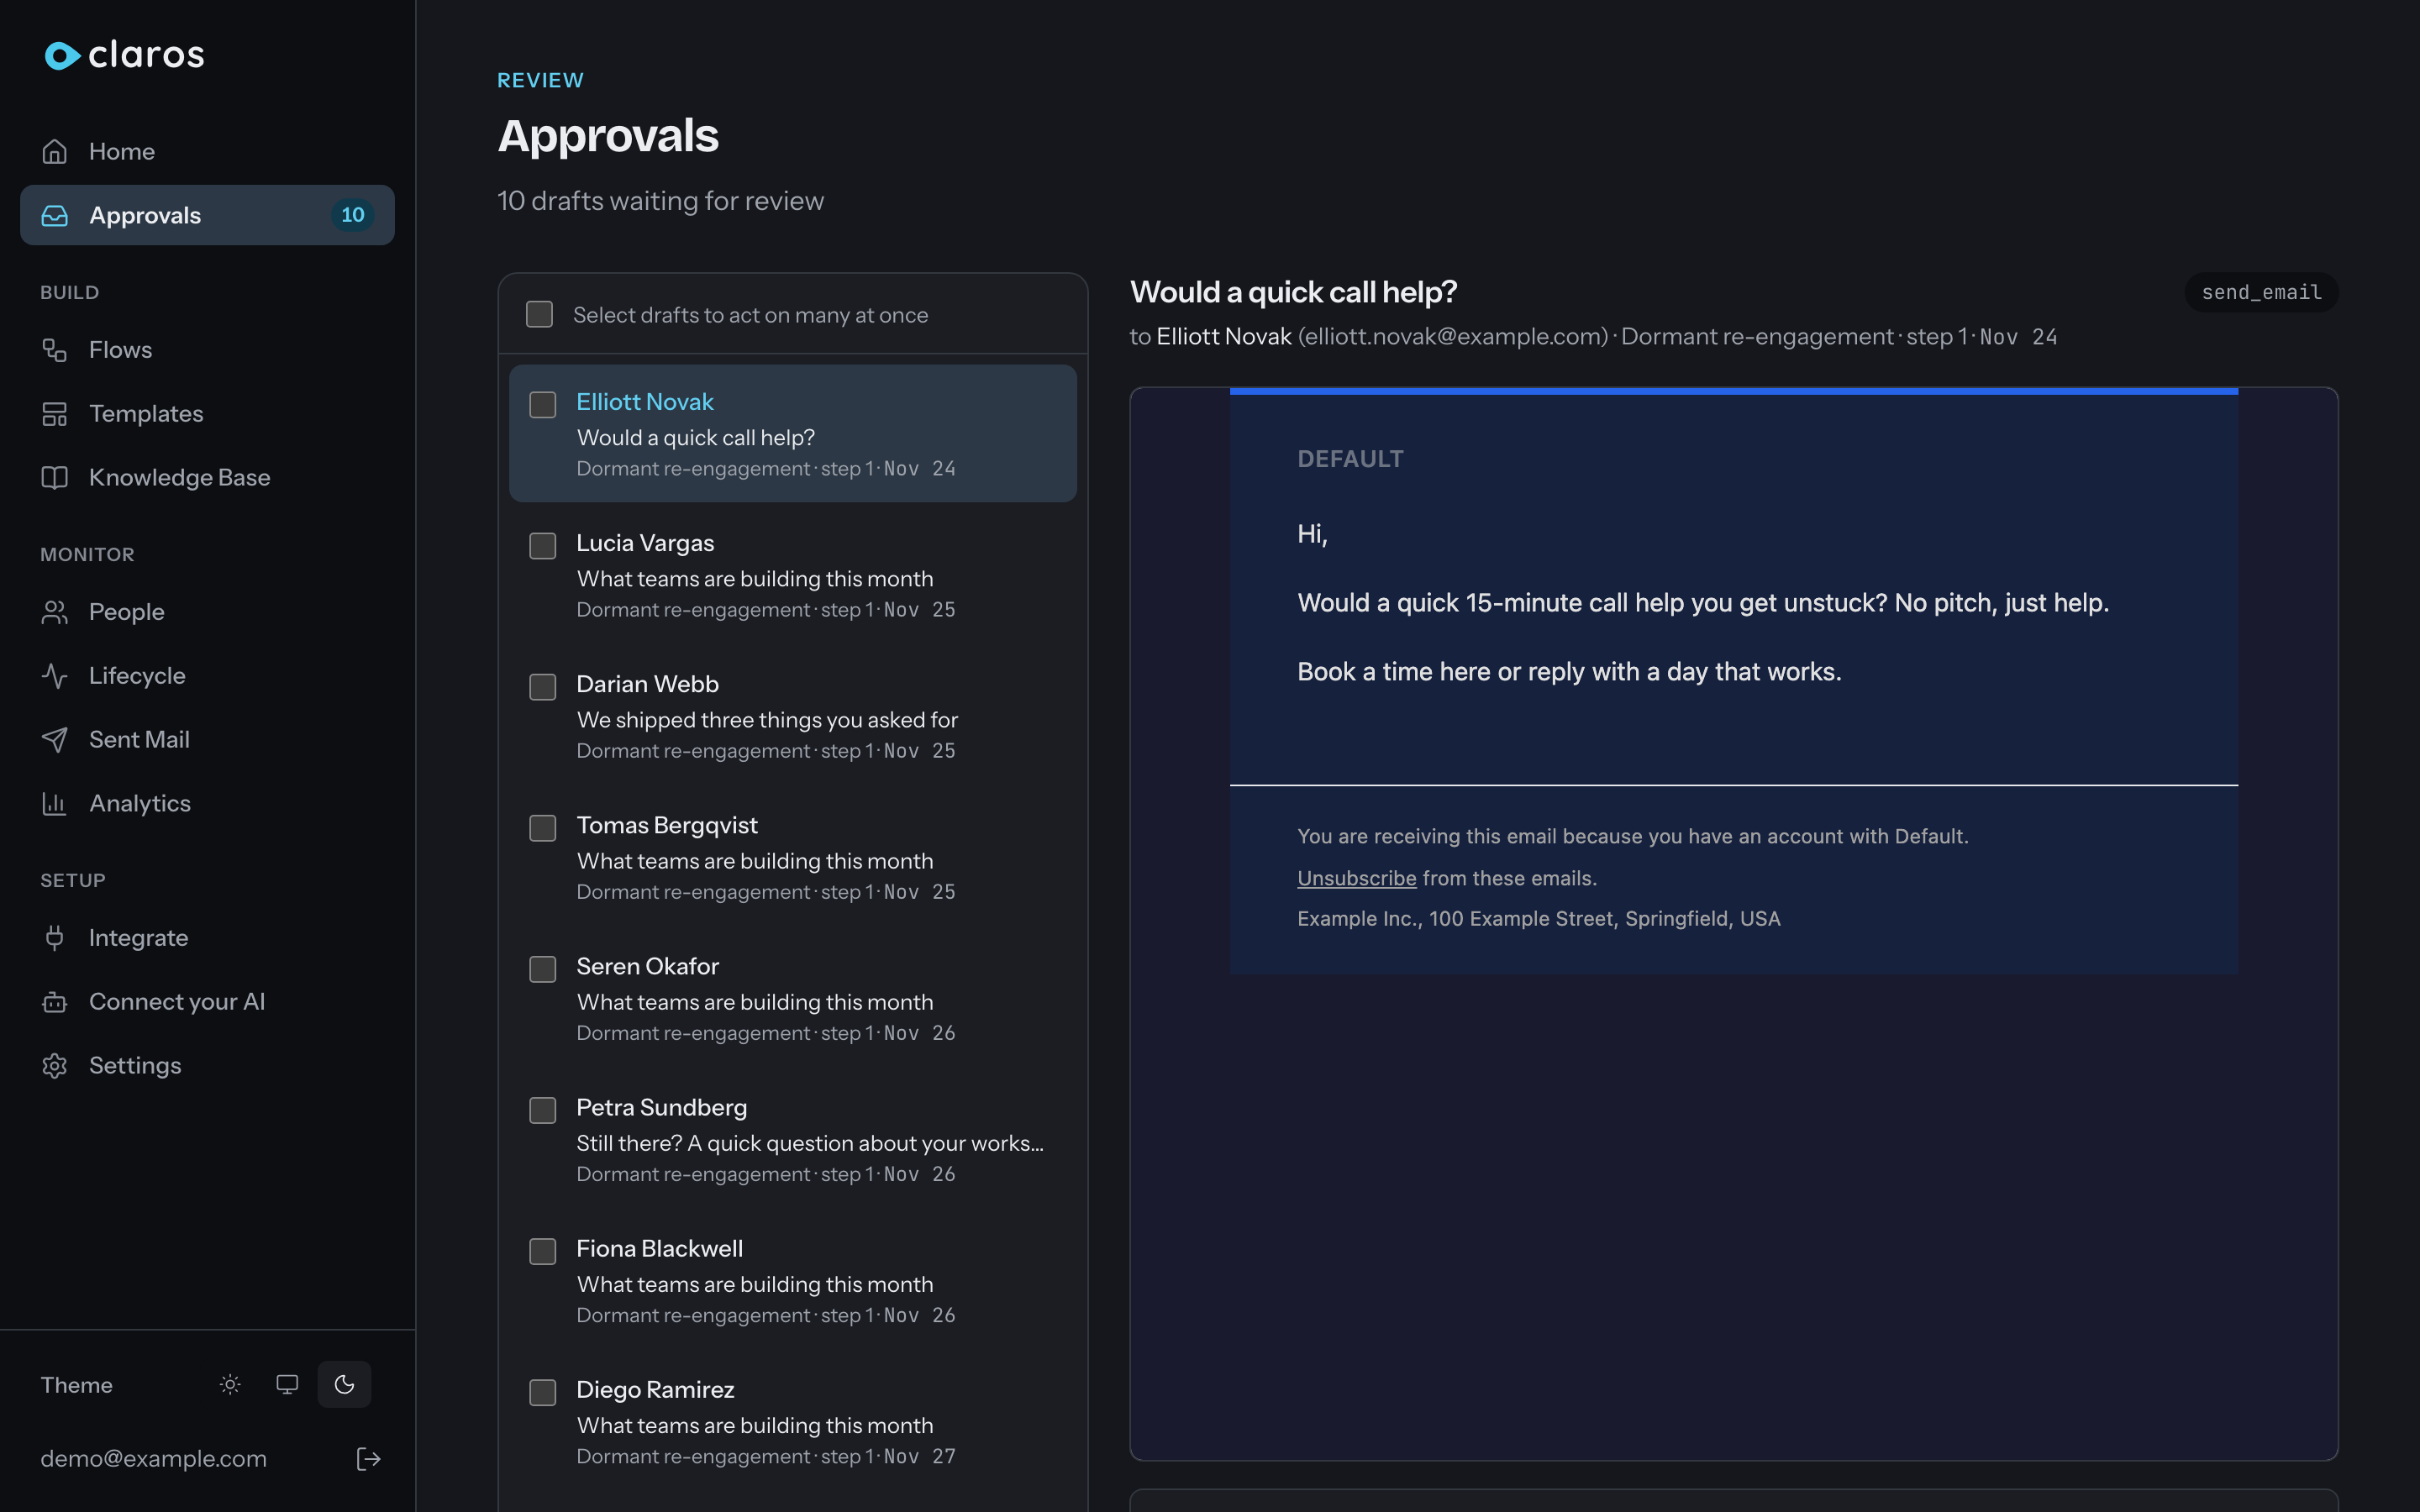 claros
Home
Approvals 10
BUILD
Flows
Templates
Knowledge Base
MONITOR
People
Lifecycle
Sent Mail
Analytics
SETUP
Integrate
Connect your AI
Settings
Theme
demo@example.com
REVIEW
Approvals
10 drafts waiting for review
Select drafts to act on many at once
Elliott Novak
Would a quick call help?
Dormant re-engagement · step 1 · Nov 24
Lucia Vargas
What teams are building this month
Dormant re-engagement · step 1 · Nov 25
Darian Webb
We shipped three things you asked for
Dormant re-engagement · step 1 · Nov 25
Tomas Bergqvist
What teams are building this month
Dormant re-engagement · step 1 · Nov 25
Seren Okafor
What teams are building this month
Dormant re-engagement · step 1 · Nov 26
Petra Sundberg
Still there? A quick question about your works...
Dormant re-engagement · step 1 · Nov 26
Fiona Blackwell
What teams are building this month
Dormant re-engagement · step 1 · Nov 26
Diego Ramirez
What teams are building this month
Dormant re-engagement · step 1 · Nov 27
Would a quick call help?
send_email
to Elliott Novak (elliott.novak@example.com) · Dormant re-engagement · step 1 · Nov 24
DEFAULT
Hi,
Would a quick 15-minute call help you get unstuck? No pitch, just help.
Book a time here or reply with a day that works.
You are receiving this email because you have an account with Default.
Unsubscribe from these emails.
Example Inc., 100 Example Street, Springfield, USA